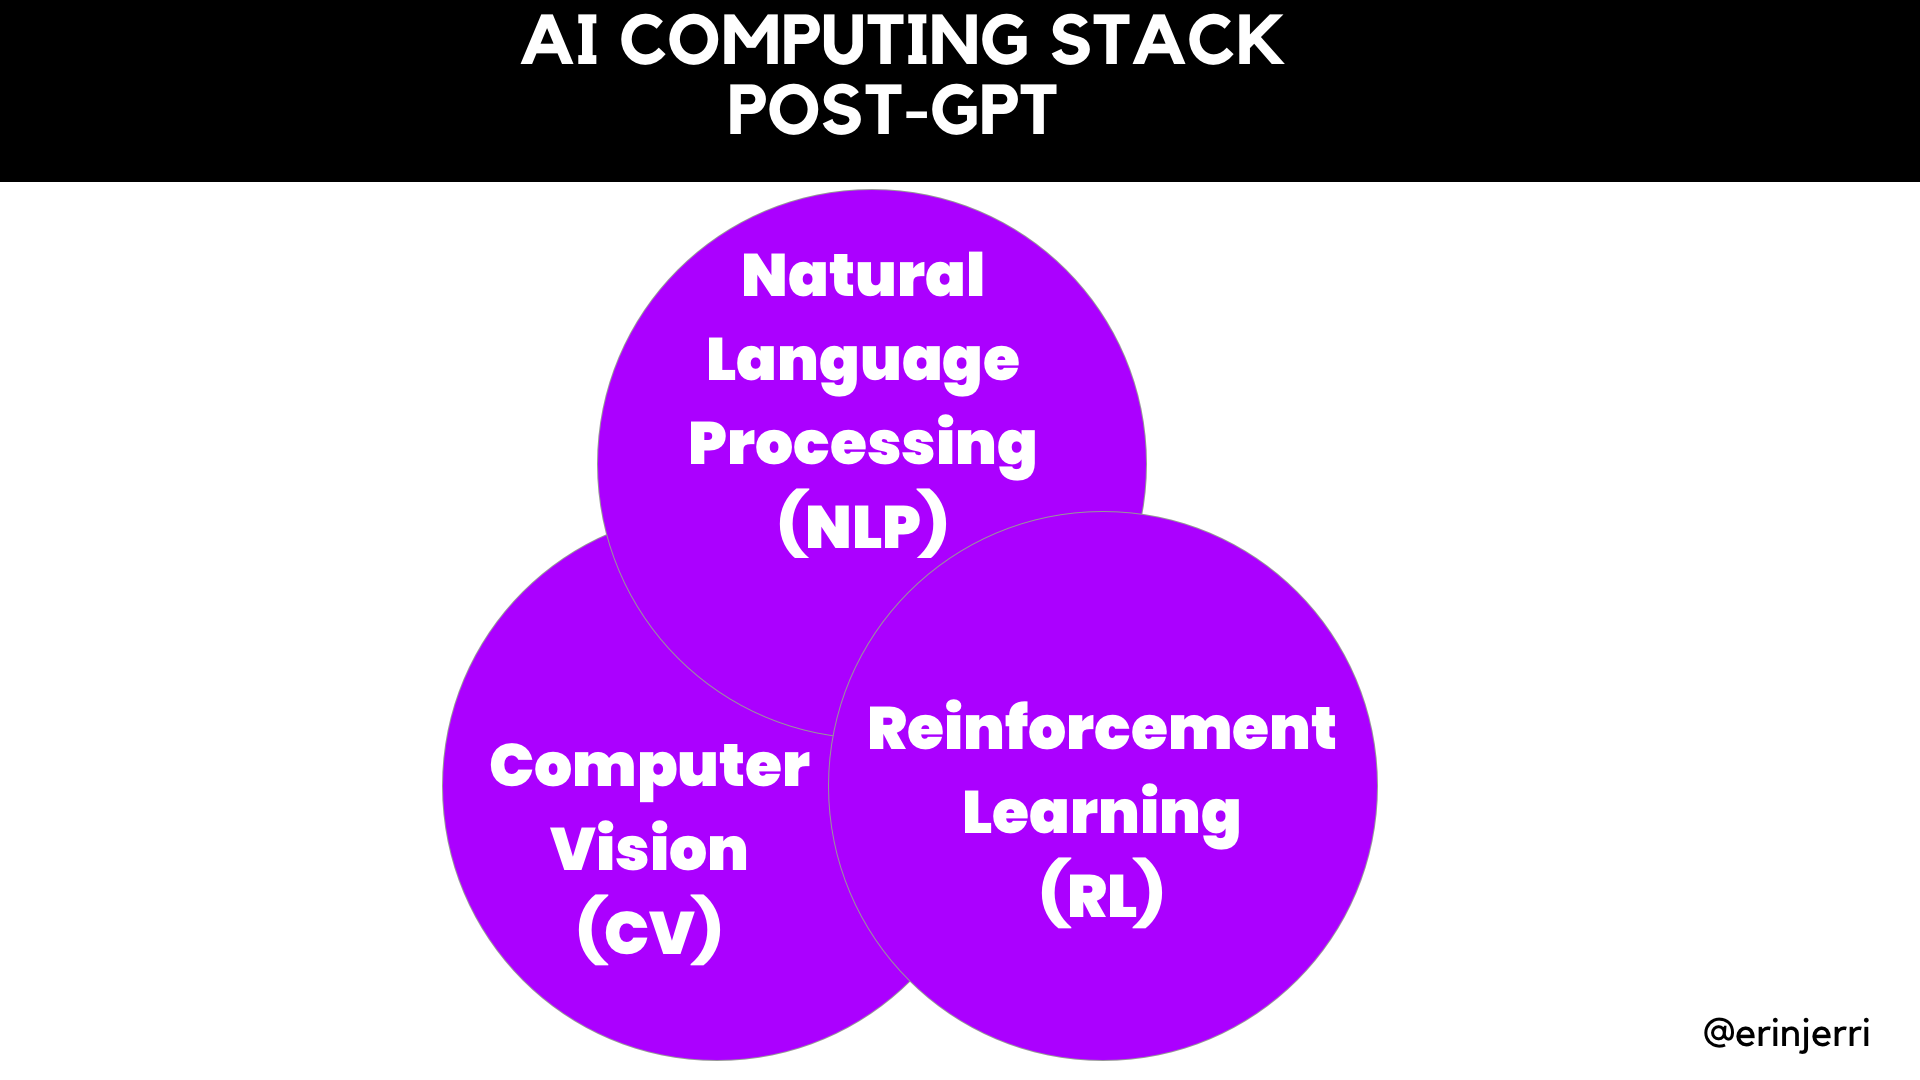 AI COMPUTING STACK
POST-GPT
Natural
Language
Processing
(NLP)
Computer
Vision
(CV)
Reinforcement
Learning
(RL)
@erinjerri